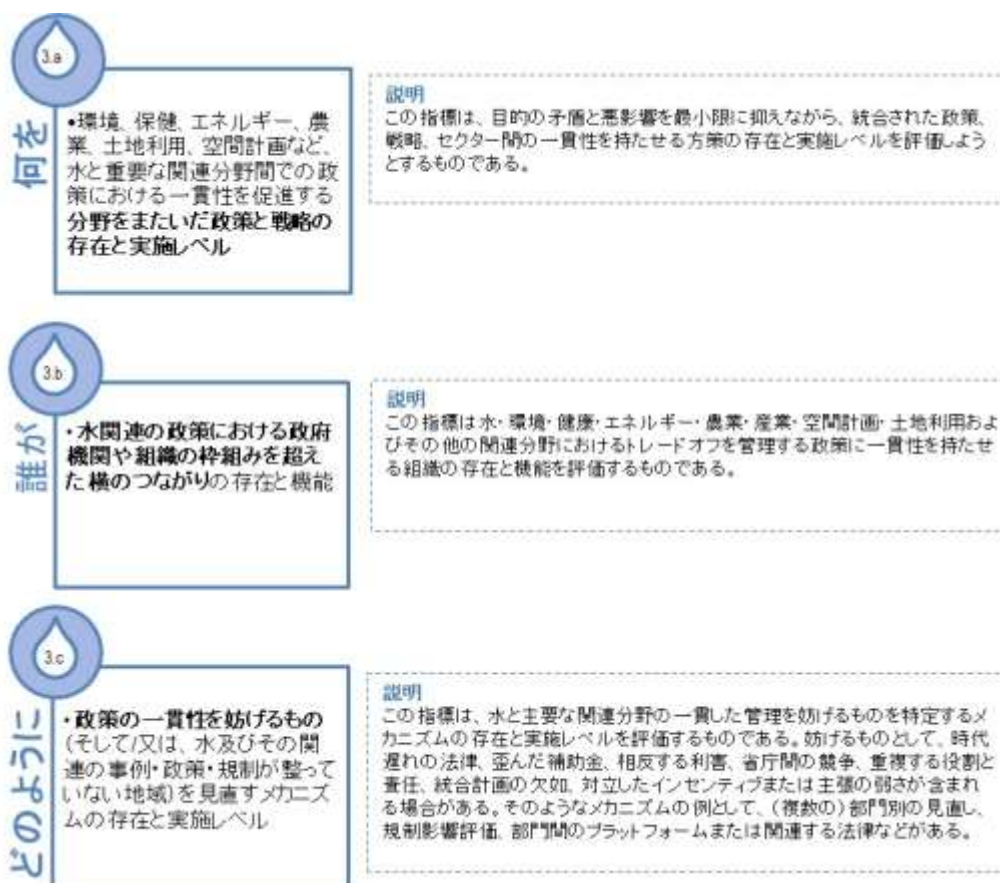 3.a
何を
•環境、保健、エネルギー、農
業、土地利用、空間計画など、
水と重要な関連分野間での政
策における一貫性を促進する
分野をまたいだ政策と戦略の
存在と実施レベル
説明
この指標は、目的の矛盾と悪影響を最小限に抑えながら、統合された政策、
戦略、セクター間の一貫性を持たせる方策の存在と実施レベルを評価しよう
とするものである。
3.b
誰が
・水関連の政策における政府
機関や組織の枠組みを超え
た横のつながりの存在と機能
説明
この指標は水・環境・健康・エネルギー・農業・産業・空間計画・土地利用およ
びその他の関連分野におけるトレードオフを管理する政策に一貫性を持たせ
る組織の存在と機能を評価するものである。
3.c
どのように
・政策の一貫性を妨げるもの
(そして/又は、水及びその関
連の事例・政策・規制が整って
いない地域)を見直すメカニズ
ムの存在と実施レベル
説明
この指標は、水と主要な関連分野の一貫した管理を妨げるものを特定するメ
カニズムの存在と実施レベルを評価するものである。妨げるものとして、時代
遅れの法律、歪んだ補助金、相反する利害、省庁間の競争、重複する役割と
責任、統合計画の欠如、対立したインセンティブまたは主張の弱さが含まれ
る場合がある。そのようなメカニズムの例として、(複数の)部門別の見直し、
規制影響評価、部門間のプラットフォームまたは関連する法律などがある。